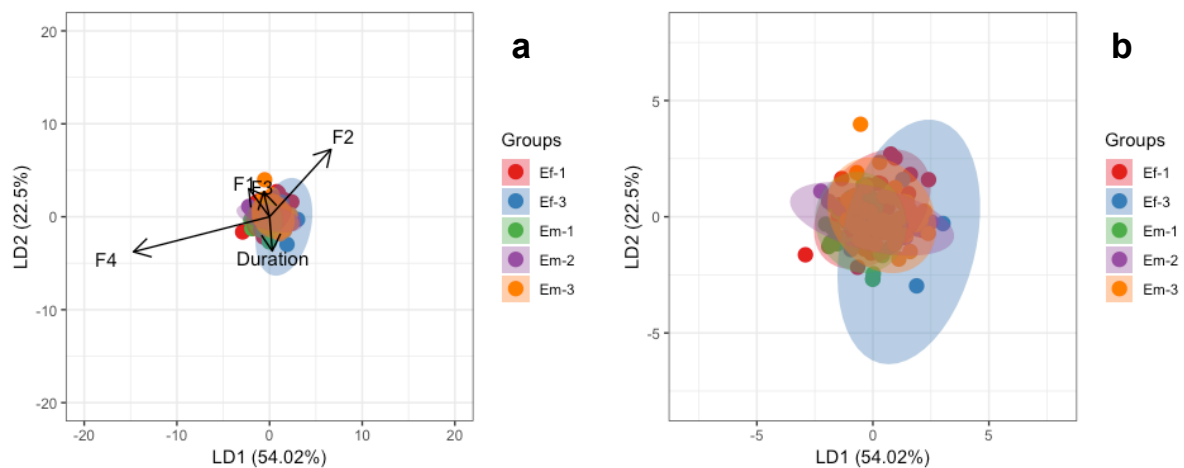 a
20
10
0
-10
-20
-20
-10
0
10
20
LD2 (22.5%)
LD1 (54.02%)
F2
F1
F3
F4
Duration
Groups
Ef-1
Ef-3
Em-1
Em-2
Em-3
b
5
0
-5
-5
0
5
LD2 (22.5%)
LD1 (54.02%)
Groups
Ef-1
Ef-3
Em-1
Em-2
Em-3